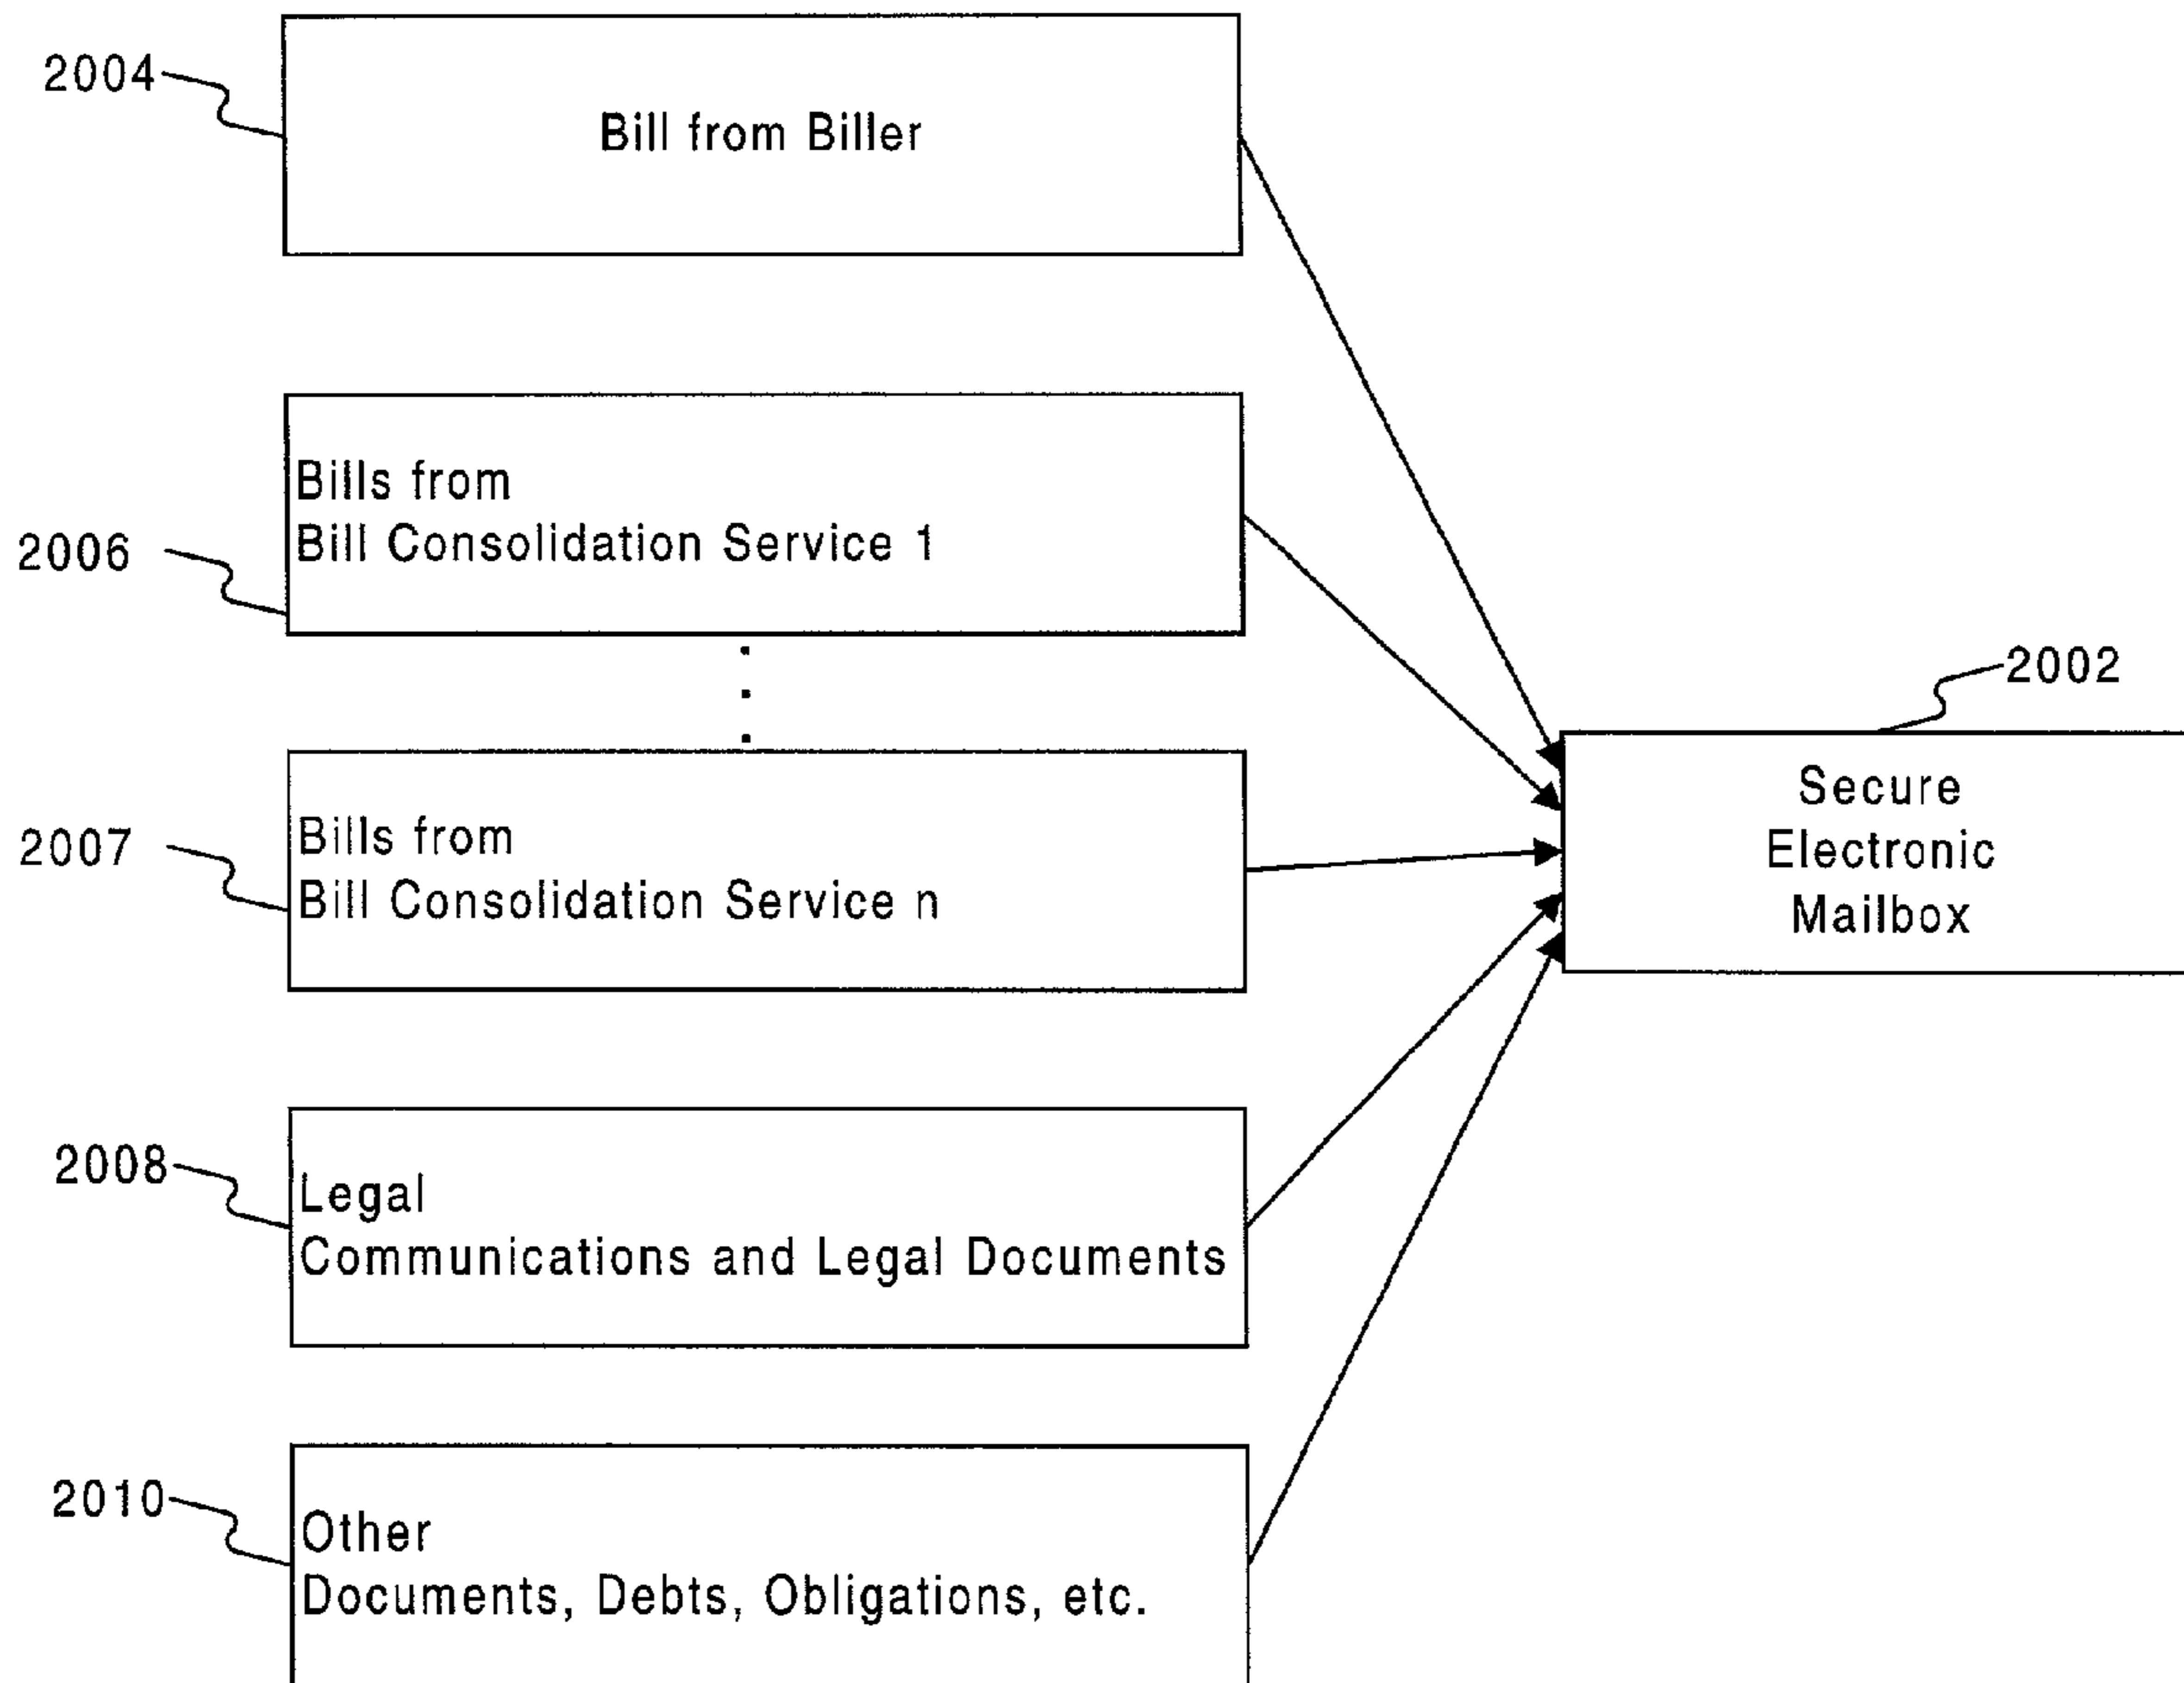 2004
Bill from Biller
2006
Bills from
Bill Consolidation Service 1
2007
Bills from
Bill Consolidation Service n
2008
Legal
Communications and Legal Documents
2010
Other
Documents, Debts, Obligations, etc.
2002
Secure
Electronic
Mailbox